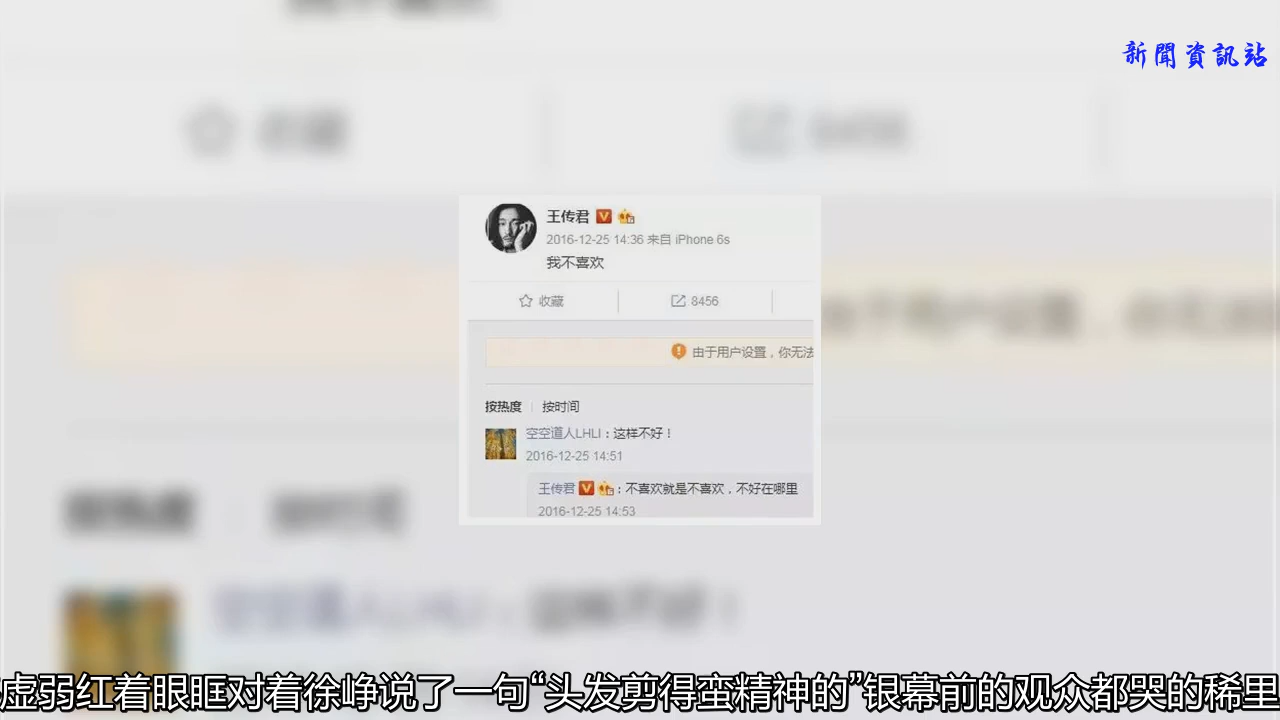 新聞資訊站
王传君
2016-12-25 14:36 来自 iPhone 6s
我不喜欢
收藏
8456
由于用户设置，你无法
按热度 按时间
空空道人LHLI：这样不好！
2016-12-25 14:51
王传君：不喜欢就是不喜欢，不好在哪里
2016-12-25 14:53
虚弱红着眼眶对着徐峥说了一句“头发剪得蛮精神的”银幕前的观众都哭的稀里